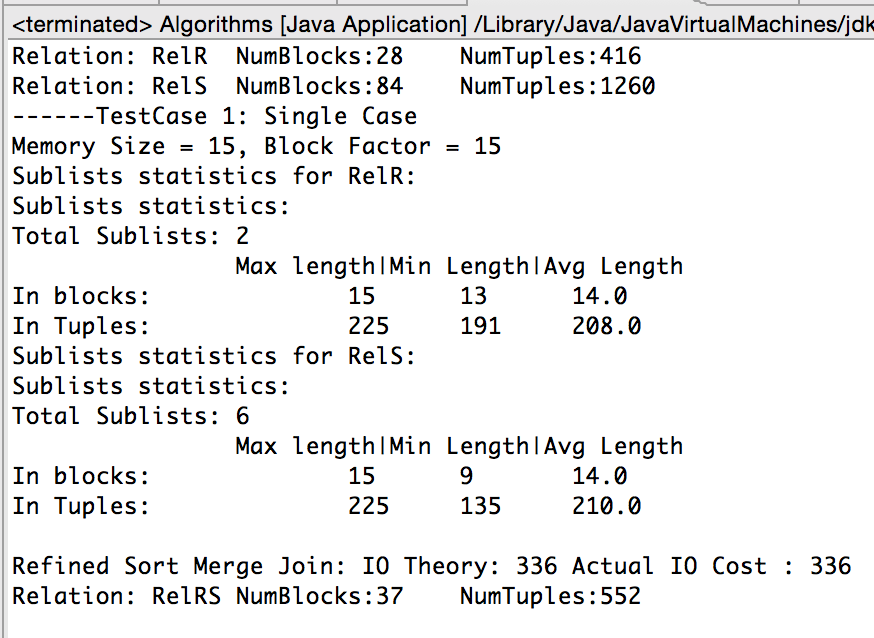 <terminated> Algorithms [Java Application] /Library/Java/JavaVirtualMachines/jdk
Relation: RelR NumBlocks:28 NumTuples:416
Relation: RelS NumBlocks:84 NumTuples:1260
------TestCase 1: Single Case
Memory Size = 15, Block Factor = 15
Sublists statistics for RelR:
Sublists statistics:
Total Sublists: 2
Max length|Min Length|Avg Length
In blocks: 15 13 14.0
In Tuples: 225 191 208.0
Sublists statistics for RelS:
Sublists statistics:
Total Sublists: 6
Max length|Min Length|Avg Length
In blocks: 15 9 14.0
In Tuples: 225 135 210.0
Refined Sort Merge Join: IO Theory: 336 Actual IO Cost : 336
Relation: RelRS NumBlocks:37 NumTuples:552